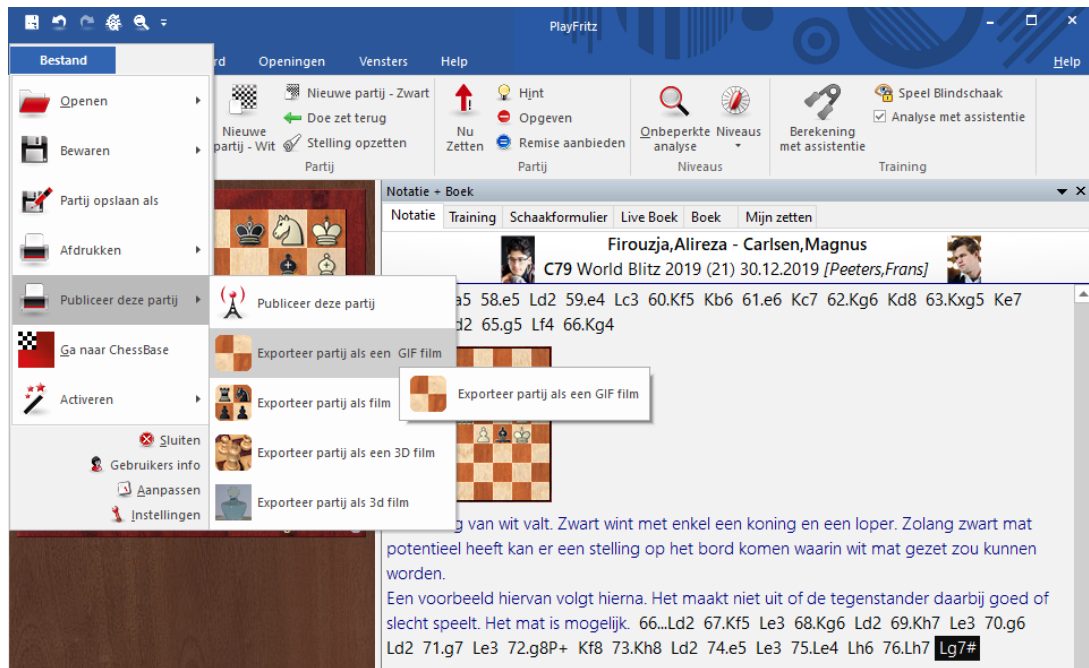 PlayFritz
Bestand
rd Openingen Vensters Help
Help
Openen
Bewaren
Partij opslaan als
Afdrukken
Publiceer deze partij
Ga naar ChessBase
Activeren
Sluiten
Gebruikers info
Aanpassen
Instellingen
Publiceer deze partij
Exporteer partij als een GIF film
Exporteer partij als film
Exporteer partij als een 3D film
Exporteer partij als 3d film
Exporteer partij als een GIF film
Nieuwe
partij - Wit
Nieuwe partij - Zwart
Doe zet terug
Stelling opzetten
Partij
Nu
Zetten
Hint
Opgeven
Remise aanbieden
Partij
Onbeperkte
analyse
Niveaus
Niveaus
Berekening
met assistentie
Speel Blindschaak
Analyse met assistentie
Training
Notatie + Boek
Notatie Training Schaakformulier Live Boek Boek Mijn zetten
Firouzja,Alireza - Carlsen,Magnus
C79 World Blitz 2019 (21) 30.12.2019 [Peeters,Frans]
a5 58.e5 Ld2 59.e4 Lc3 60.Kf5 Kb6 61.e6 Kc7 62.Kg6 Kd8 63.Kxg5 Ke7
d2 65.g5 Lf4 66.Kg4
van wit valt. Zwart wint met enkel een koning en een loper. Zolang zwart mat
potentieel heeft kan er een stelling op het bord komen waarin wit mat gezet zou kunnen
worden.
Een voorbeeld hiervan volgt hierna. Het maakt niet uit of de tegenstander daarbij goed of
slecht speelt. Het mat is mogelijk. 66...Ld2 67.Kf5 Le3 68.Kg6 Ld2 69.Kh7 Le3 70.g6
Ld2 71.g7 Le3 72.g8P+ Kf8 73.Kh8 Ld2 74.e5 Le3 75.Le4 Lh6 76.Lh7 Lg7#